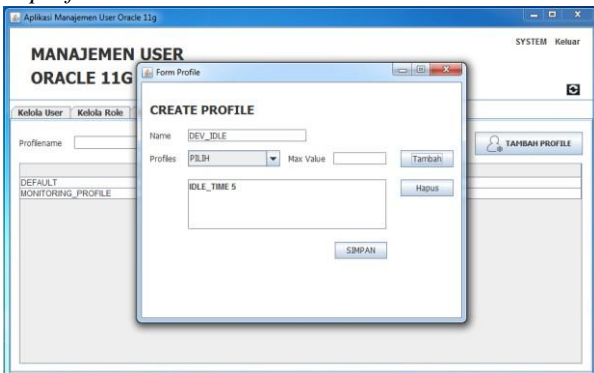 Aplikasi Manajemen User Oracle 11g
SYSTEM Keluar
MANAJEMEN USER
ORACLE 11G
Form Profile
Kelola User Kelola Role
CREATE PROFILE
Name DEV_IDLE
Profilename
Profiles PILIH Max Value Tambah
TAMBAH PROFILE
IDLE_TIME 5
Hapus
DEFAULT
MONITORING_PROFILE
SIMPAN